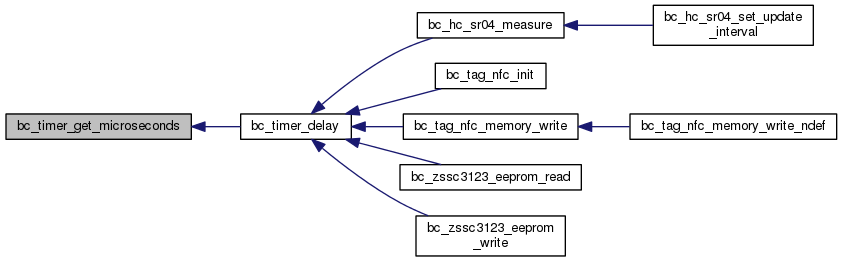 bc_hc_sr04_measure
bc_hc_sr04_set_update
_interval
bc_tag_nfc_init
bc_timer_get_microseconds
bc_timer_delay
bc_tag_nfc_memory_write
bc_tag_nfc_memory_write_ndef
bc_zssc3123_eeprom_read
bc_zssc3123_eeprom
_write